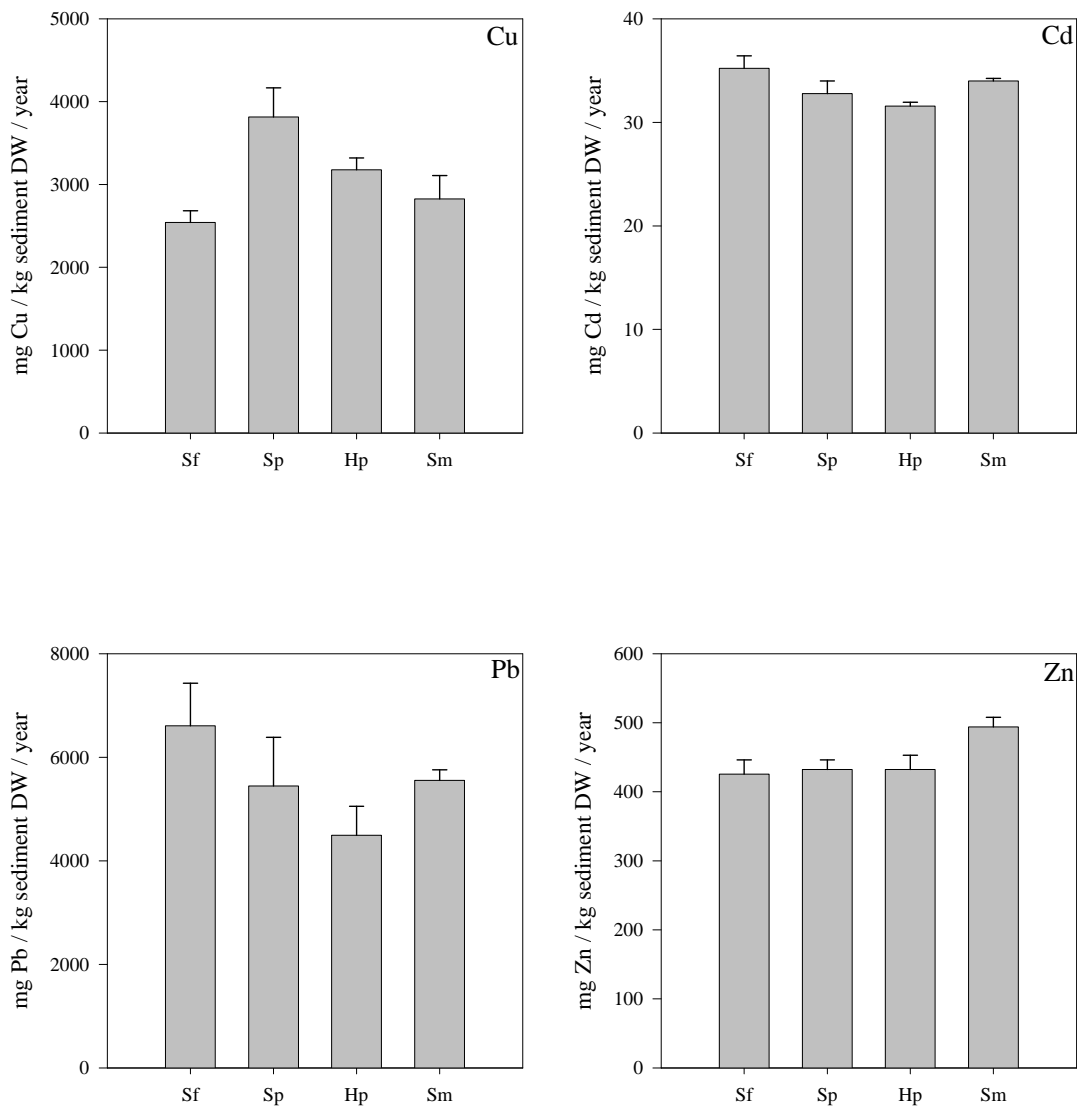 Cu
mg Cu / kg sediment DW / year
5000
4000
3000
2000
1000
0
Sf Sp Hp Sm
Cd
mg Cd / kg sediment DW / year
40
30
20
10
0
Sf Sp Hp Sm
Pb
mg Pb / kg sediment DW / year
8000
6000
4000
2000
0
Sf Sp Hp Sm
Zn
mg Zn / kg sediment DW / year
600
500
400
300
200
100
0
Sf Sp Hp Sm